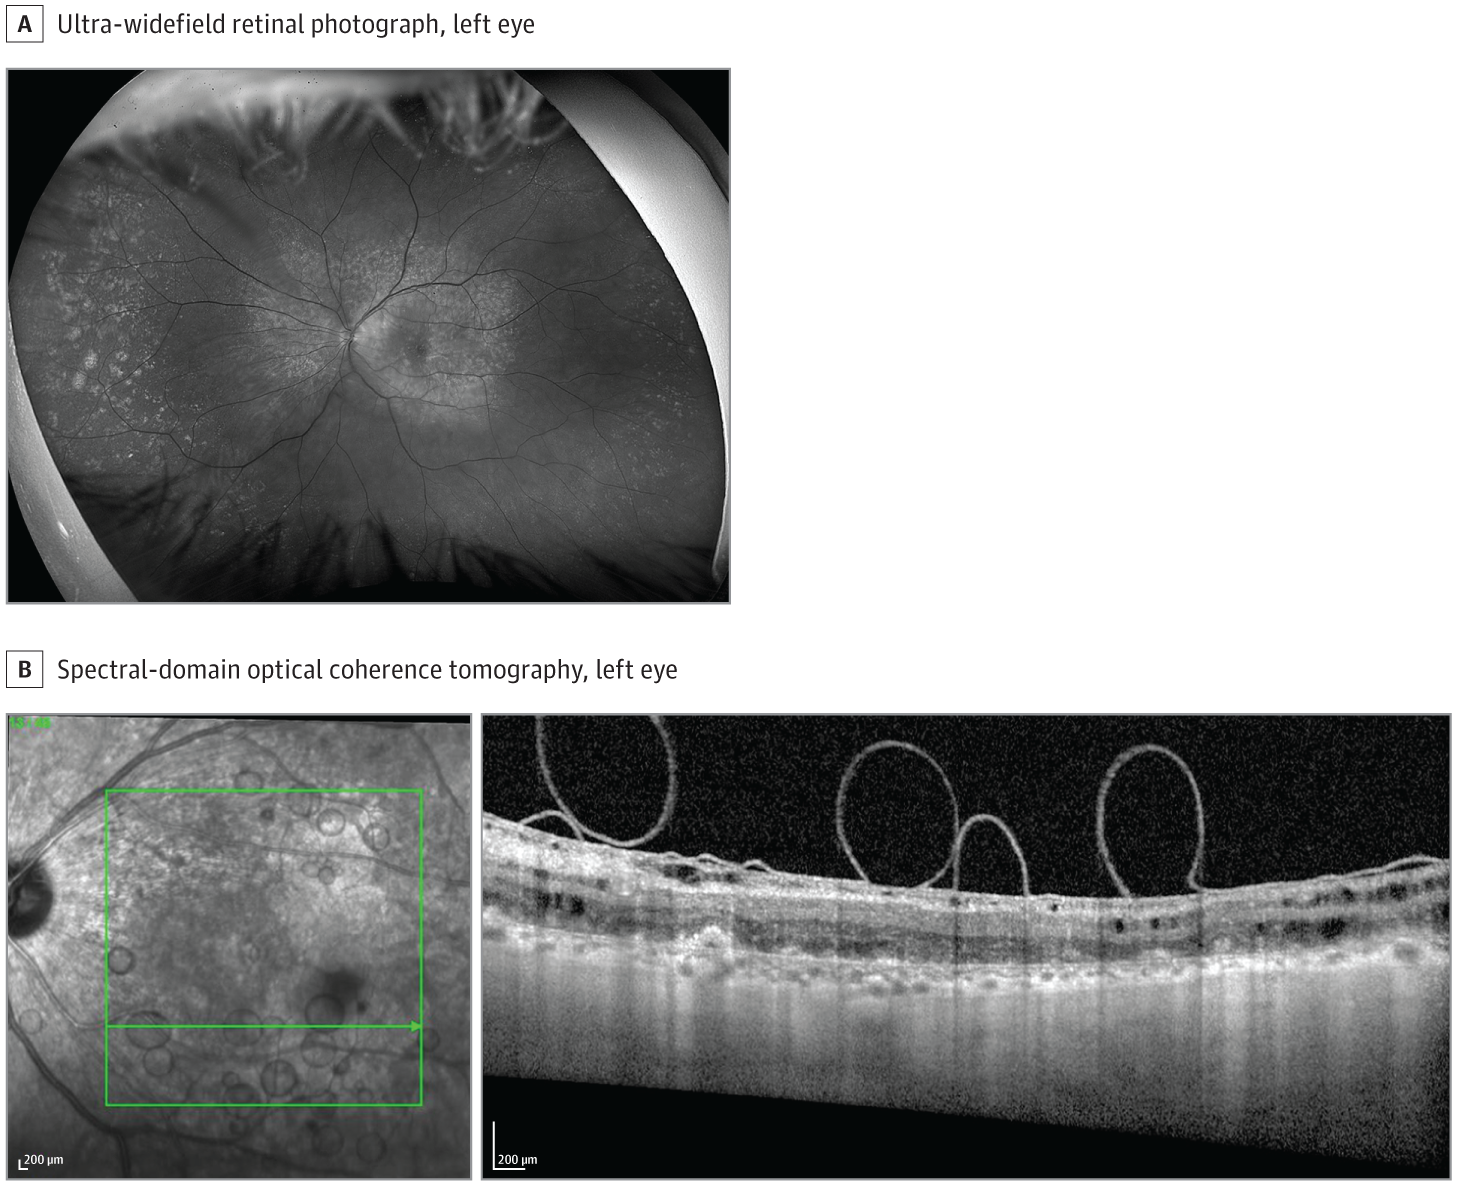 A Ultra-widefield retinal photograph, left eye
B Spectral-domain optical coherence tomography, left eye
200 µm
200 µm